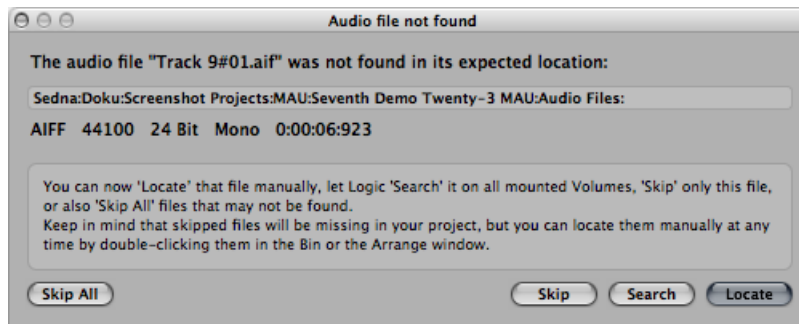 Audio file not found
The audio file "Track 9#01.aif" was not found in its expected location:
Sedna:Doku:Screenshot Projects:MAU:Seventh Demo Twenty-3 MAU:Audio Files:
AIFF 44100 24 Bit Mono 0:00:06:923
You can now 'Locate' that file manually, let Logic 'Search' it on all mounted Volumes, 'Skip' only this file,
or also 'Skip All' files that may not be found.
Keep in mind that skipped files will be missing in your project, but you can locate them manually at any
time by double-clicking them in the Bin or the Arrange window.
Skip All Skip Search Locate